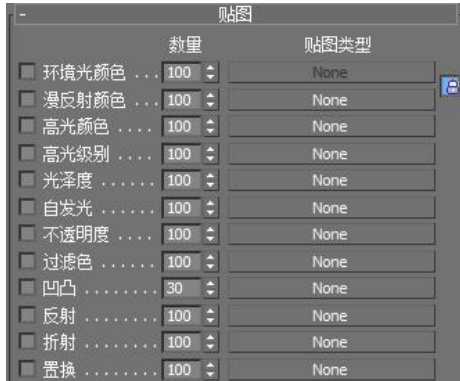 - 贴图
数量 贴图类型
环境光颜色 ... 100 None
漫反射颜色 ... 100 None
高光颜色 .... 100 None
高光级别 .... 100 None
光泽度 ...... 100 None
自发光 ...... 100 None
不透明度 .... 100 None
过滤色 ...... 100 None
凹凸 ........ 30 None
反射 ........ 100 None
折射 ........ 100 None
置换 ........ 100 None